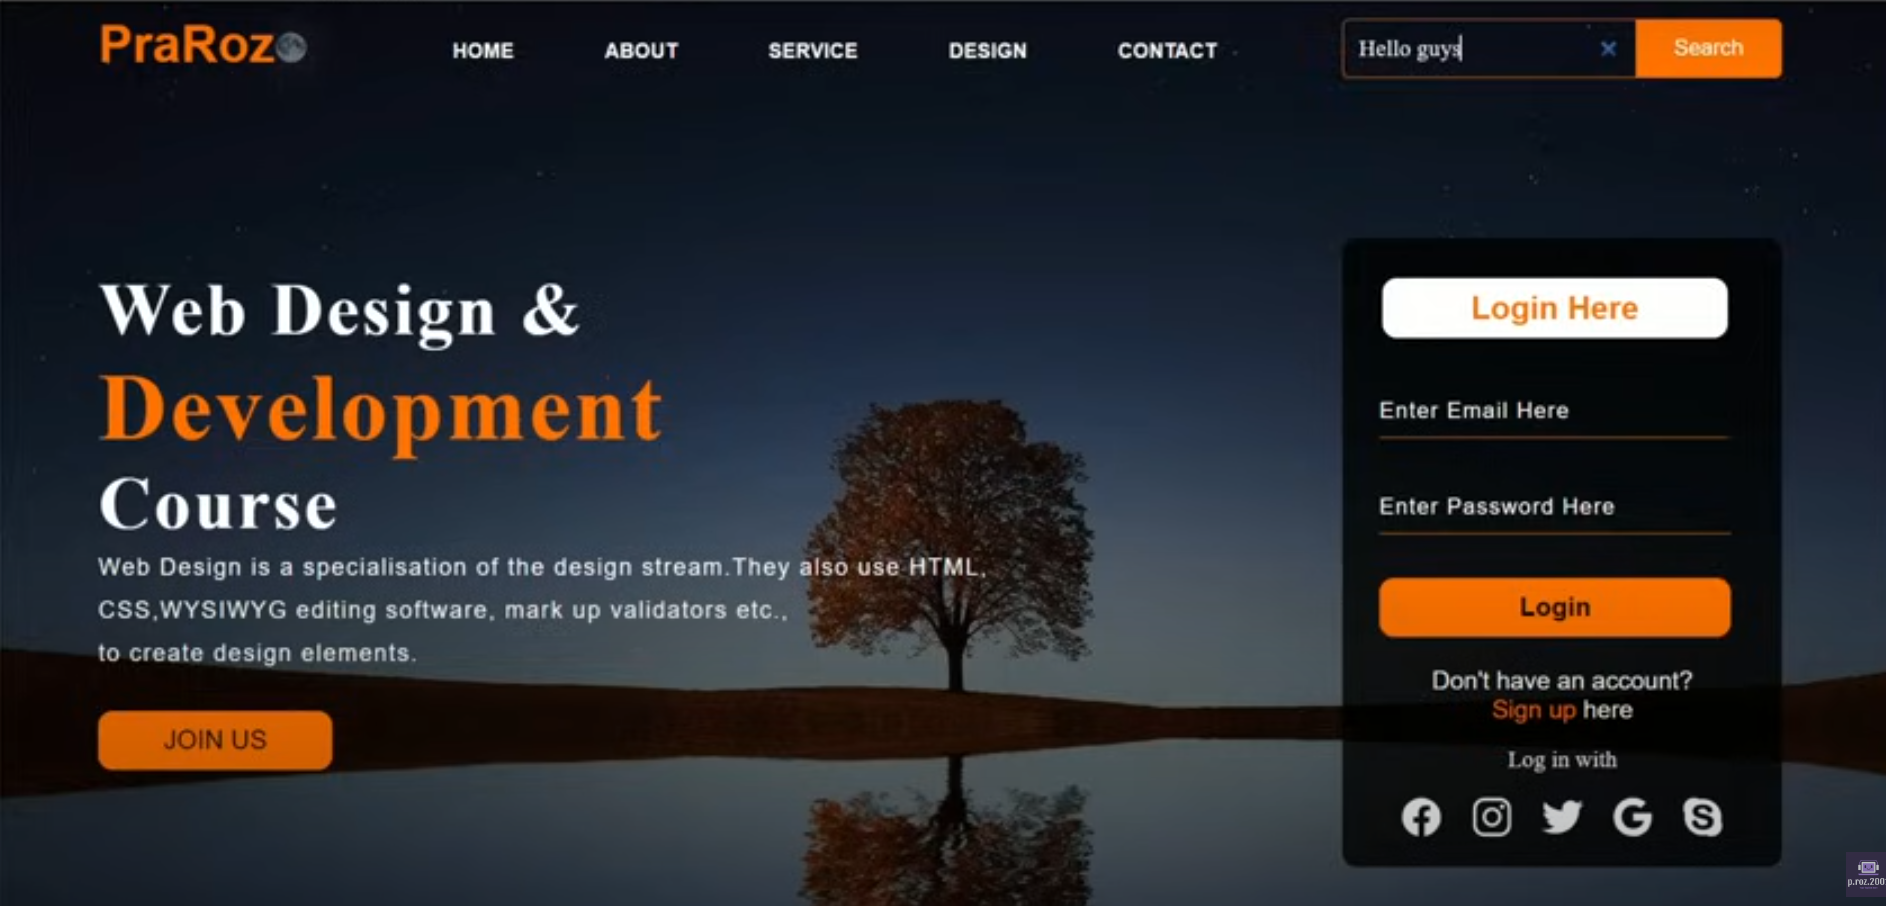 PraRoz
HOME ABOUT SERVICE DESIGN CONTACT
Hello guys
Search
Web Design &
Development
Course
Web Design is a specialisation of the design stream.They also use HTML,
CSS,WYSIWYG editing software, mark up validators etc.,
to create design elements.
JOIN US
Login Here
Enter Email Here
Enter Password Here
Login
Don't have an account?
Sign up here
Log in with
p.roz.200